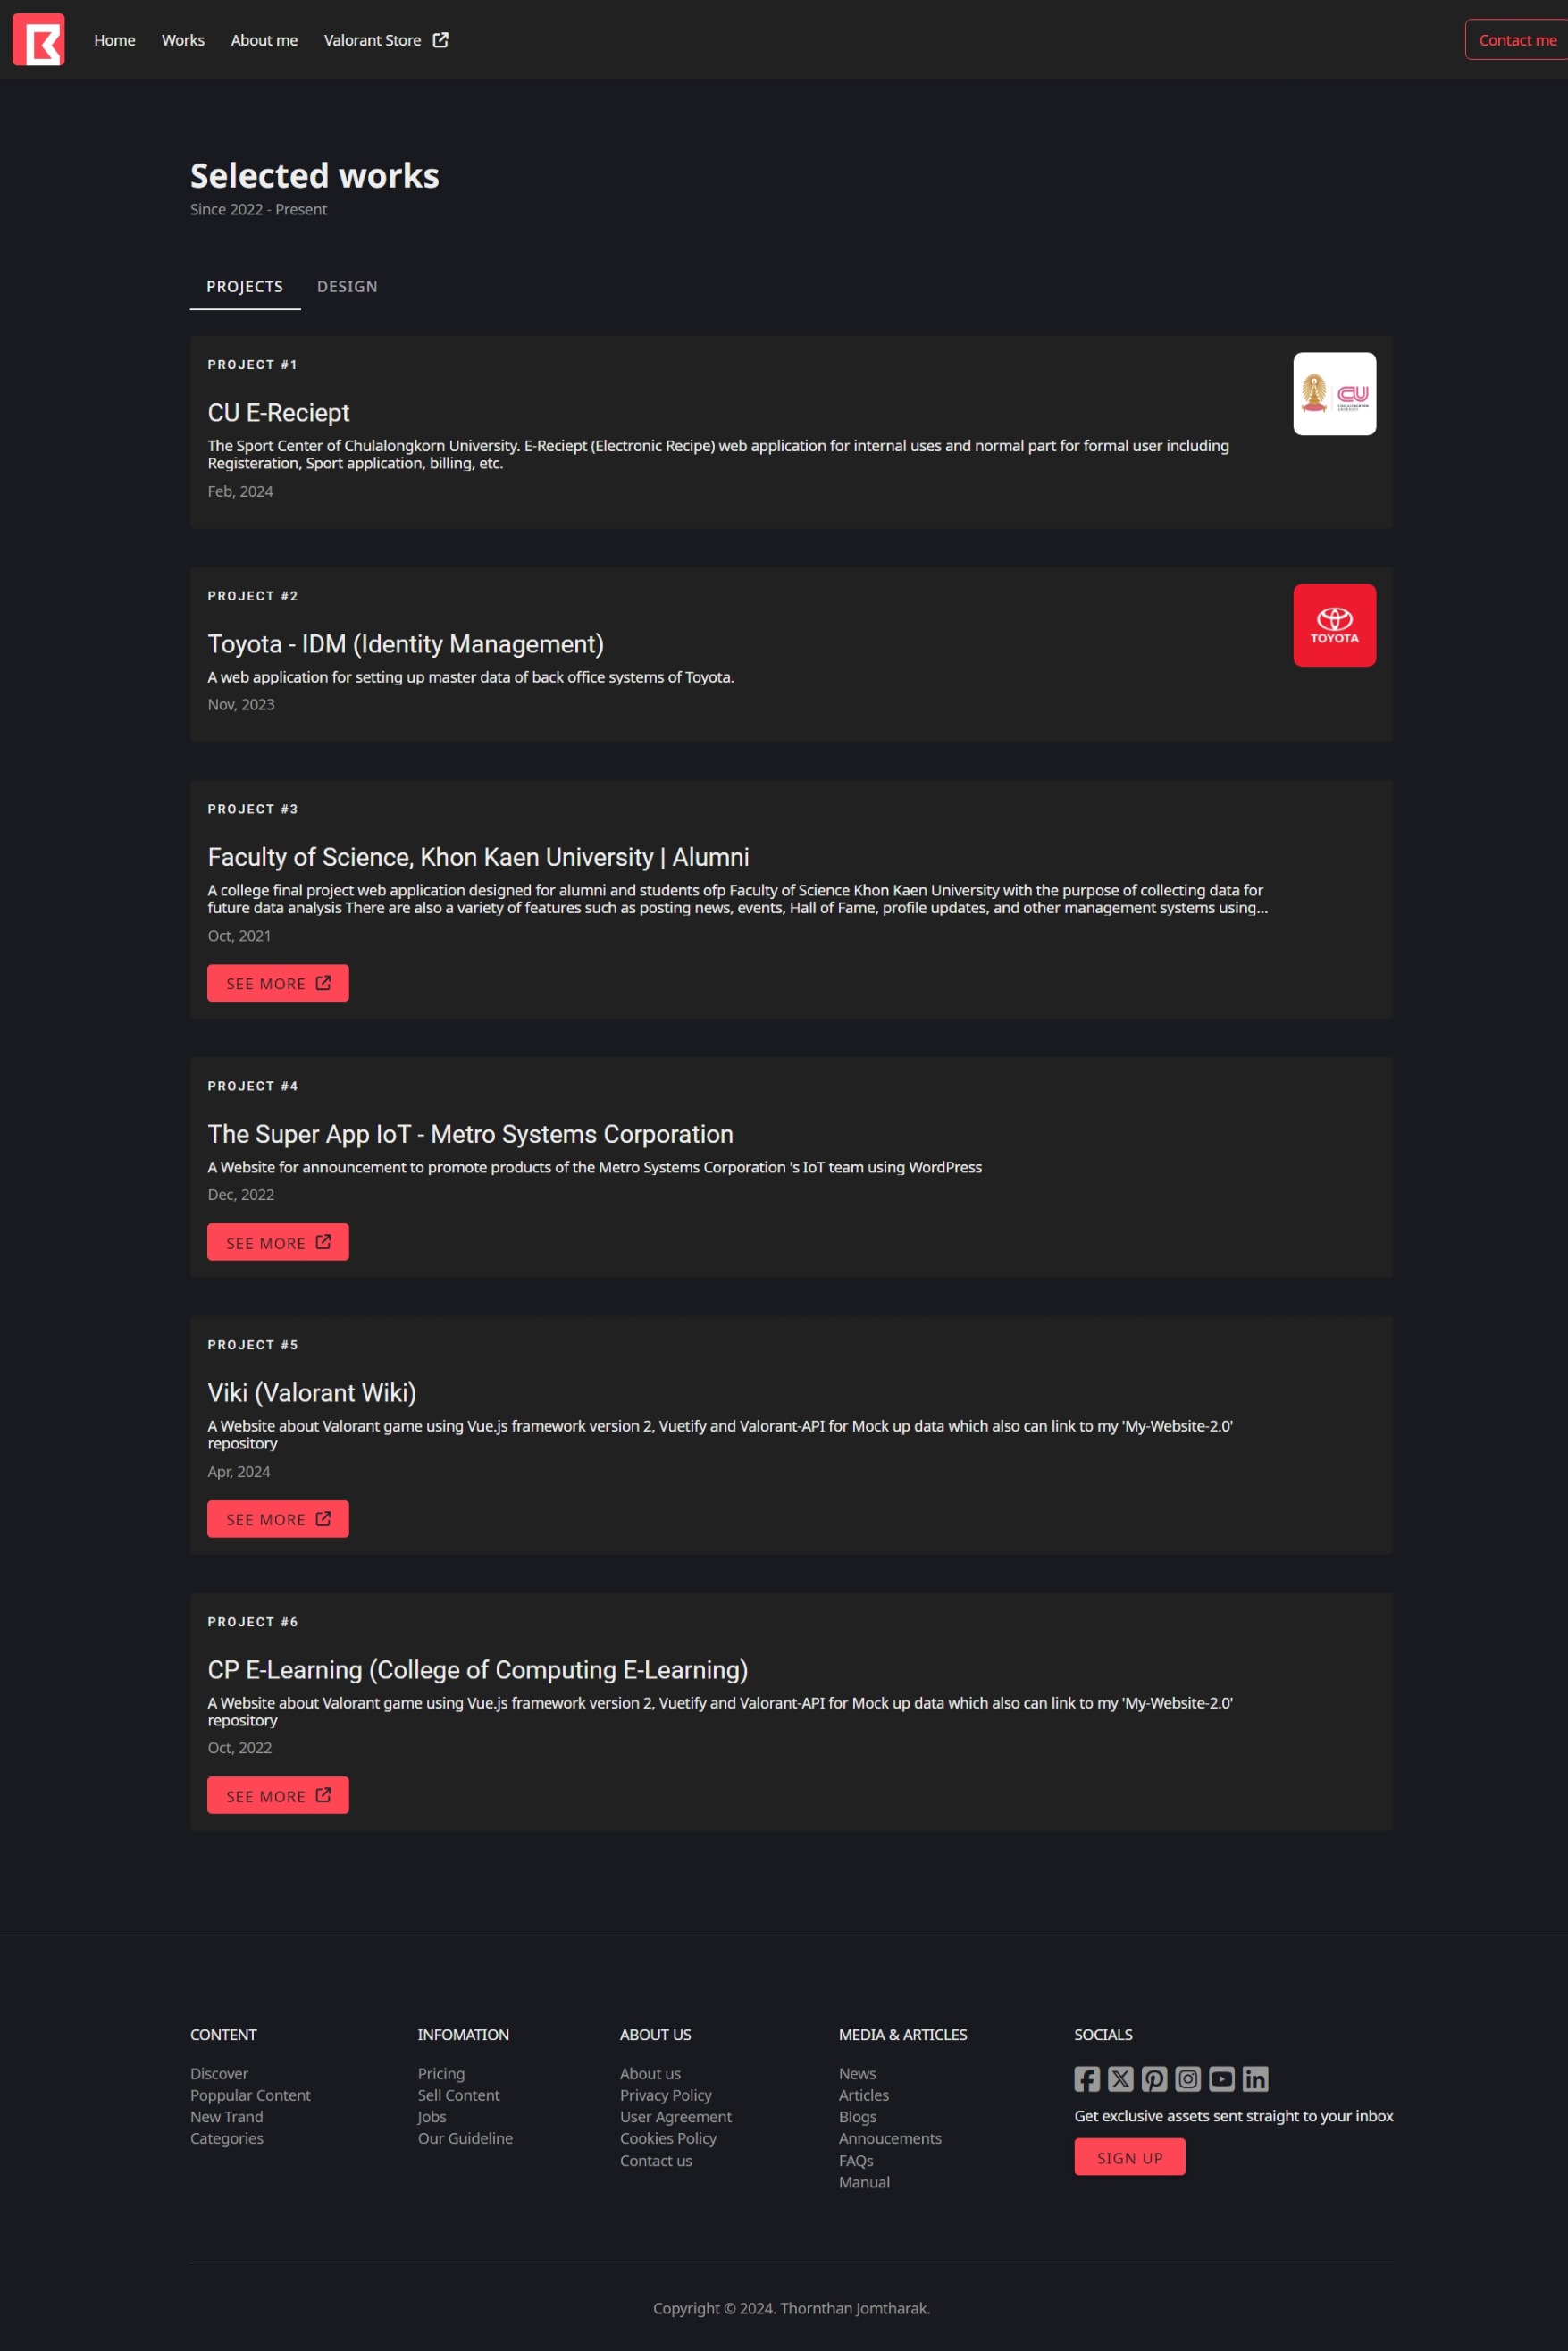 Home
Works
About me
Valorant Store
Contact me
Selected works
Since 2022 - Present
PROJECTS
DESIGN
PROJECT #1
CU E-Reciept
The Sport Center of Chulalongkorn University. E-Reciept (Electronic Recipe) web application for internal uses and normal part for formal user including
Registeration, Sport application, billing, etc.
Feb, 2024
CU
CHULALONGKORN
UNIVERSITY
PROJECT #2
Toyota - IDM (Identity Management)
A web application for setting up master data of back office systems of Toyota.
Nov, 2023
TOYOTA
PROJECT #3
Faculty of Science, Khon Kaen University | Alumni
A college final project web application designed for alumni and students ofp Faculty of Science Khon Kaen University with the purpose of collecting data for
future data analysis There are also a variety of features such as posting news, events, Hall of Fame, profile updates, and other management systems using...
Oct, 2021
SEE MORE
PROJECT #4
The Super App IoT - Metro Systems Corporation
A Website for announcement to promote products of the Metro Systems Corporation 's IoT team using WordPress
Dec, 2022
SEE MORE
PROJECT #5
Viki (Valorant Wiki)
A Website about Valorant game using Vue.js framework version 2, Vuetify and Valorant-API for Mock up data which also can link to my 'My-Website-2.0'
repository
Apr, 2024
SEE MORE
PROJECT #6
CP E-Learning (College of Computing E-Learning)
A Website about Valorant game using Vue.js framework version 2, Vuetify and Valorant-API for Mock up data which also can link to my 'My-Website-2.0'
repository
Oct, 2022
SEE MORE
CONTENT
Discover
Poppular Content
New Trand
Categories
INFOMATION
Pricing
Sell Content
Jobs
Our Guideline
ABOUT US
About us
Privacy Policy
User Agreement
Cookies Policy
Contact us
MEDIA & ARTICLES
News
Articles
Blogs
Annoucements
FAQs
Manual
SOCIALS
Get exclusive assets sent straight to your inbox
SIGN UP
Copyright © 2024. Thornthan Jomtharak.